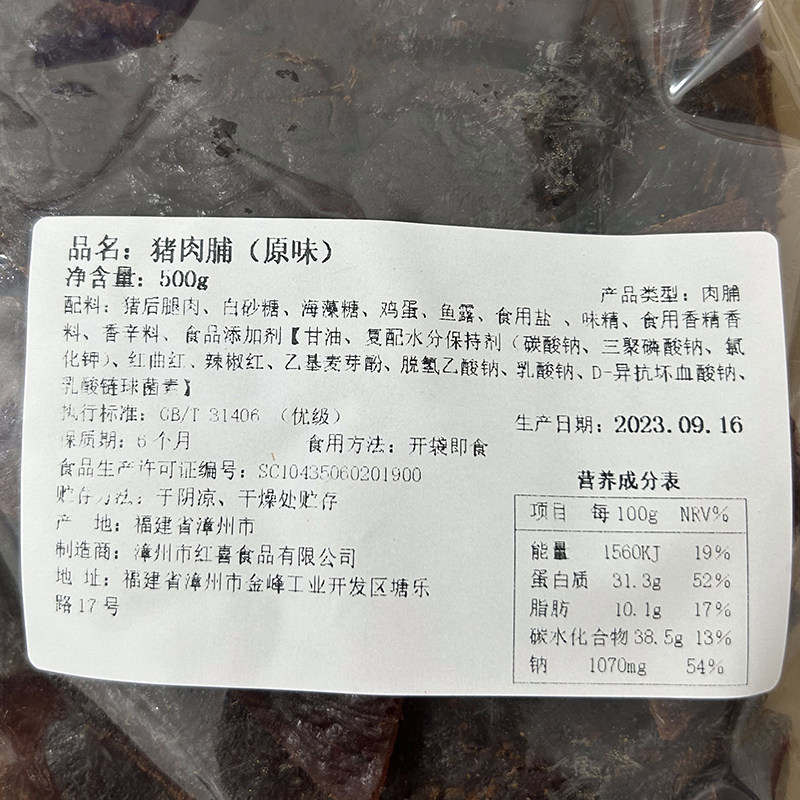 品名：猪肉脯（原味）
净含量：500g
产品类型：肉脯
配料：猪后腿肉、白砂糖、海藻糖、鸡蛋、鱼露、食用盐 、味精、食用香精香
料、香辛料、食品添加剂【甘油、复配水分保持剂（碳酸钠、三聚磷酸钠、氯
化钾）、红曲红、辣椒红、乙基麦芽酚、脱氢乙酸钠、乳酸钠、D-异抗坏血酸钠、
乳酸链球菌素】
执行标准：GB/T 31406 （优级）
生产日期：2023.09.16
保质期：6个月
食用方法：开袋即食
食品生产许可证编号：SC10435060201900
贮存方法：于阴凉、干燥处贮存
产 地：福建省漳州市
制造商：漳州市红喜食品有限公司
地 址：福建省漳州市金峰工业开发区塘乐
路17号
营养成分表
项目 每100g NRV%
能量 1560KJ 19%
蛋白质 31.3g 52%
脂肪 10.1g 17%
碳水化合物 38.5g 13%
钠 1070mg 54%